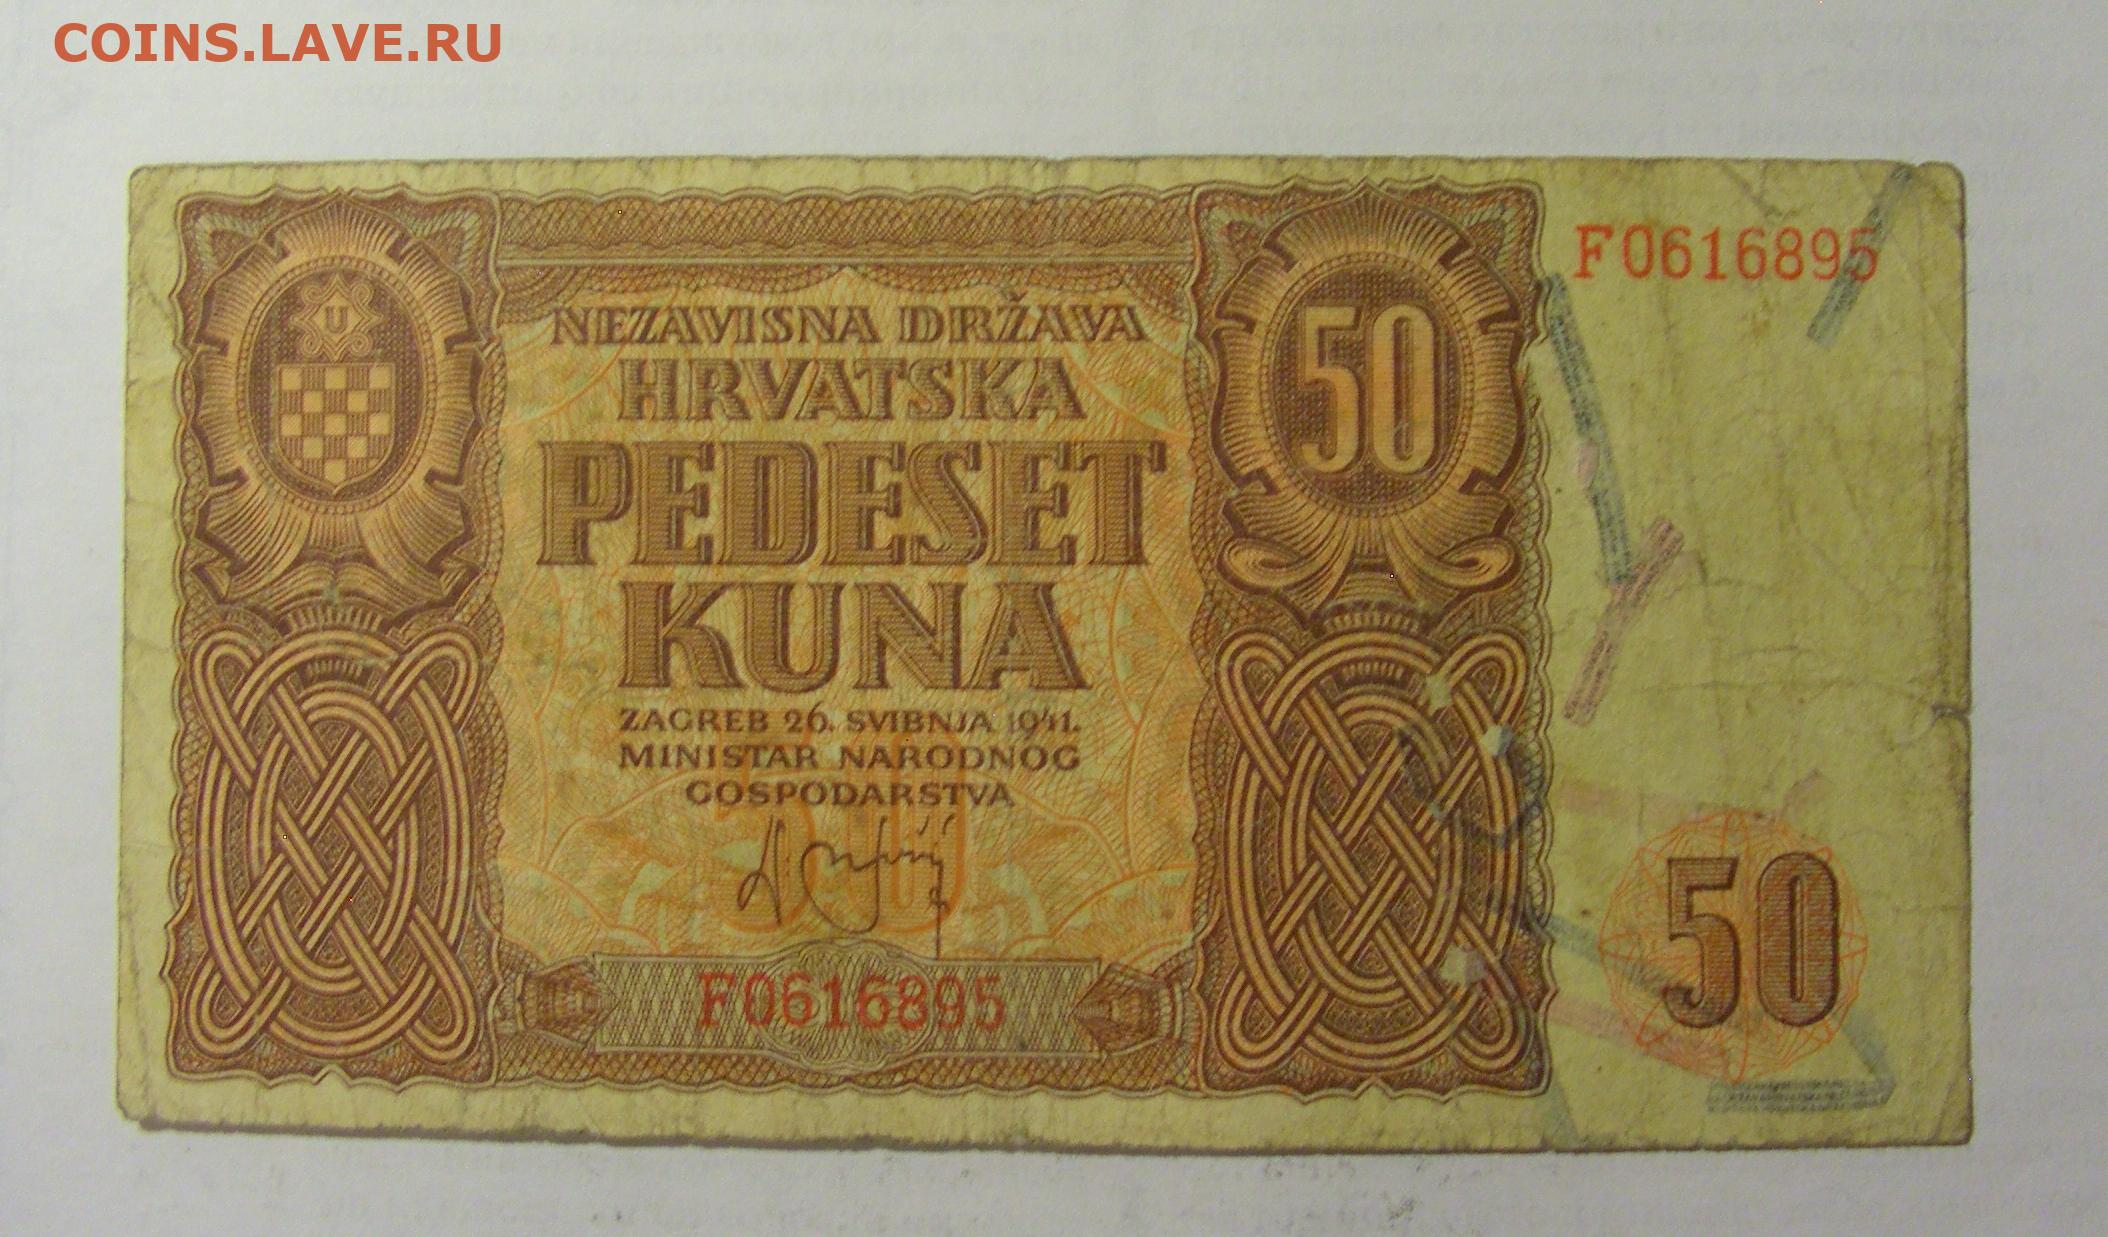 COINS.LAVE.RU
F0616895
U
50
NEZAVISNA DRŽAVA
HRVATSKA
PEDESET
KUNA
ZAGREB 26. SVIBNJA 1941.
MINISTAR NARODNOG
GOSPODARSTVA
50
F0616895
50